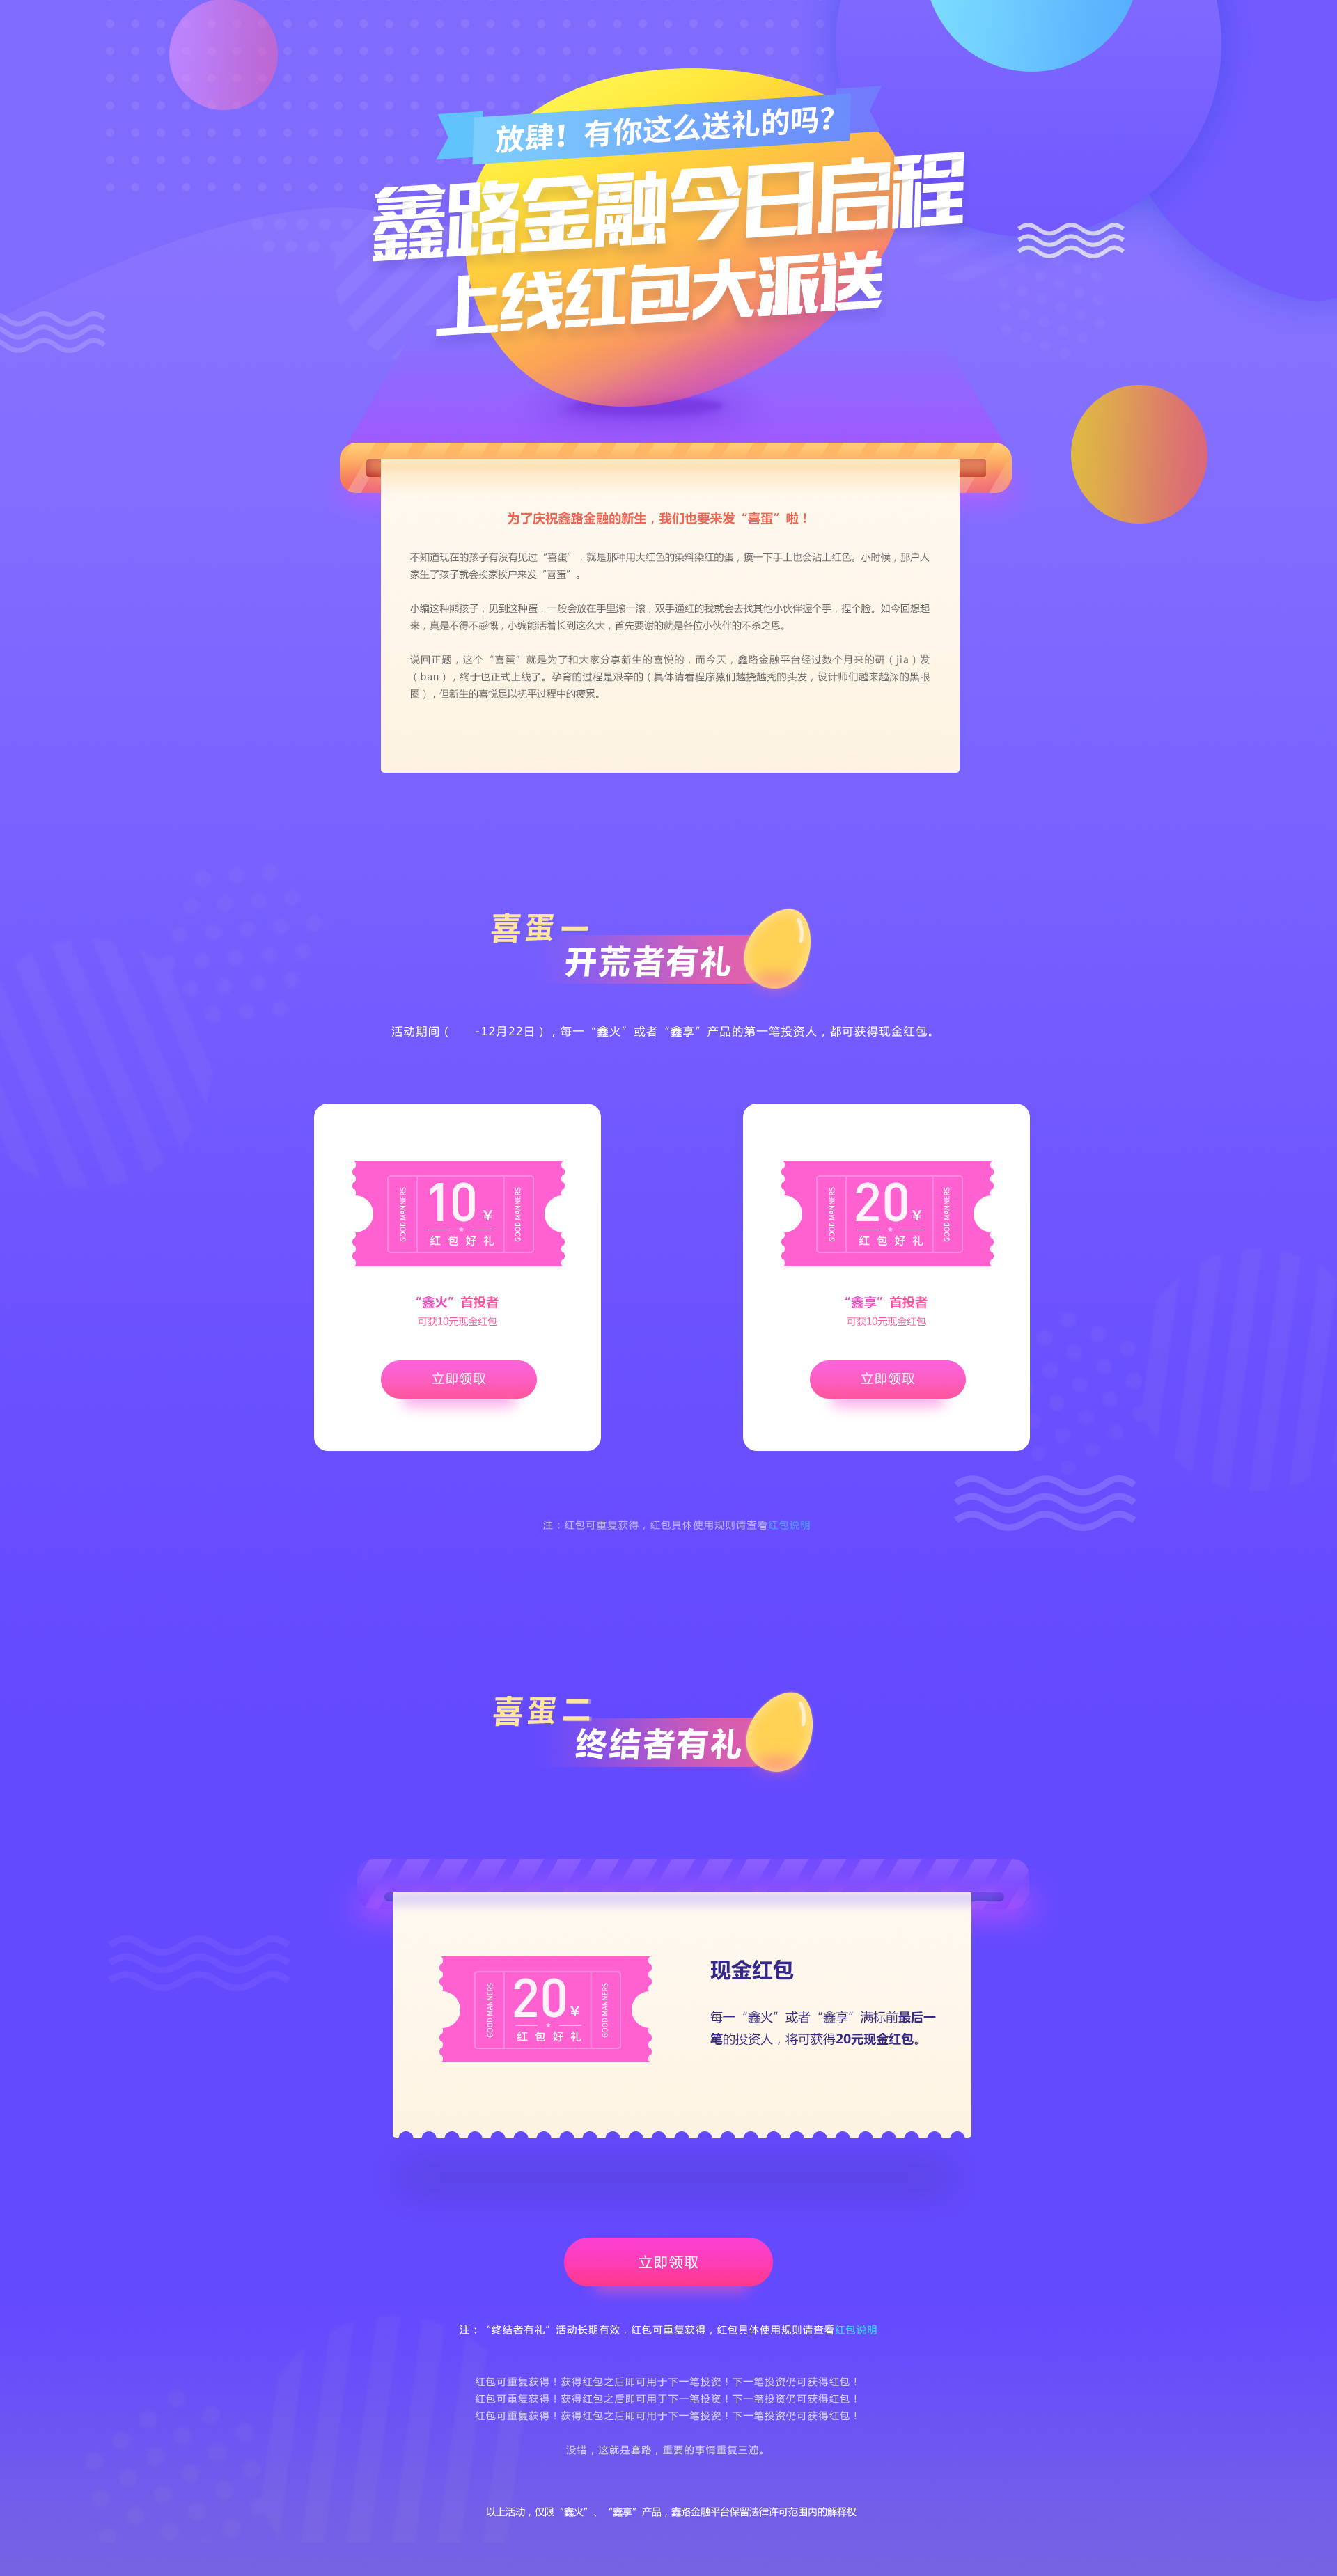 放肆！有你这么送礼的吗？
鑫路金融今日启程
上线红包大派送
为了庆祝鑫路金融的新生，我们也要来发“喜蛋”啦！
不知道现在的孩子有没有见过“喜蛋”，就是那种用大红色的染料染红的蛋，摸一下手上也会沾上红色。小时候，那户人
家生了孩子就会挨家挨户来发“喜蛋”。
小编这种熊孩子，见到这种蛋，一般会放在手里滚一滚，双手通红的我就会去找其他小伙伴握个手，捏个脸。如今回想起
来，真是不得不感慨，小编能活着长到这么大，首先要谢的就是各位小伙伴的不杀之恩。
说回正题，这个“喜蛋”就是为了和大家分享新生的喜悦的，而今天，鑫路金融平台经过数个月来的研（jia）发
（ban），终于也正式上线了。孕育的过程是艰辛的（具体请看程序猿们越挠越秃的头发，设计师们越来越深的黑眼
圈），但新生的喜悦足以抚平过程中的疲累。
喜蛋一
开荒者有礼
活动期间（ -12月22日），每一“鑫火”或者“鑫享”产品的第一笔投资人，都可获得现金红包。
GOOD MANNERS
10¥
红包好礼
GOOD MANNERS
“鑫火”首投者
可获10元现金红包
立即领取
GOOD MANNERS
20¥
红包好礼
GOOD MANNERS
“鑫享”首投者
可获10元现金红包
立即领取
注：红包可重复获得，红包具体使用规则请查看红包说明
喜蛋二
终结者有礼
GOOD MANNERS
20¥
红包好礼
GOOD MANNERS
现金红包
每一“鑫火”或者“鑫享”满标前最后一
笔的投资人，将可获得20元现金红包。
立即领取
注：“终结者有礼”活动长期有效，红包可重复获得，红包具体使用规则请查看红包说明
红包可重复获得！获得红包之后即可用于下一笔投资！下一笔投资仍可获得红包！
红包可重复获得！获得红包之后即可用于下一笔投资！下一笔投资仍可获得红包！
红包可重复获得！获得红包之后即可用于下一笔投资！下一笔投资仍可获得红包！
没错，这就是套路，重要的事情重复三遍。
以上活动，仅限“鑫火”、“鑫享”产品，鑫路金融平台保留法律许可范围内的解释权